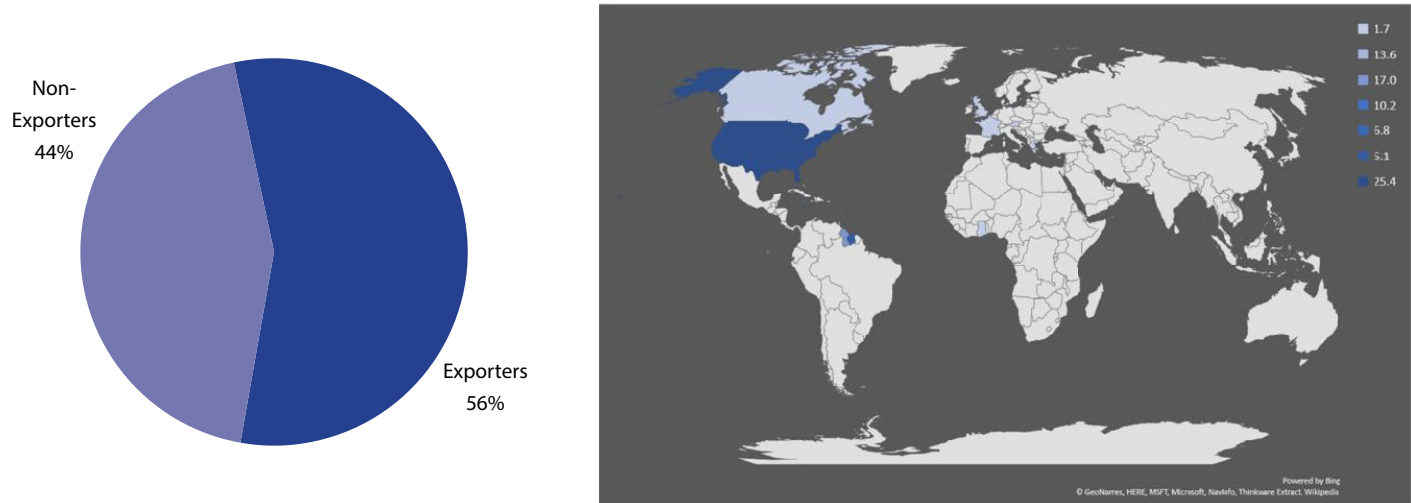 Non-
Exporters
44%
Exporters
56%
1.7
13.6
17.0
10.2
6.8
5.1
25.4
Powered by Bing
© GeoNames, HERE, MSFT, Microsoft, NavInfo, Thinkware Extract, Wikipedia